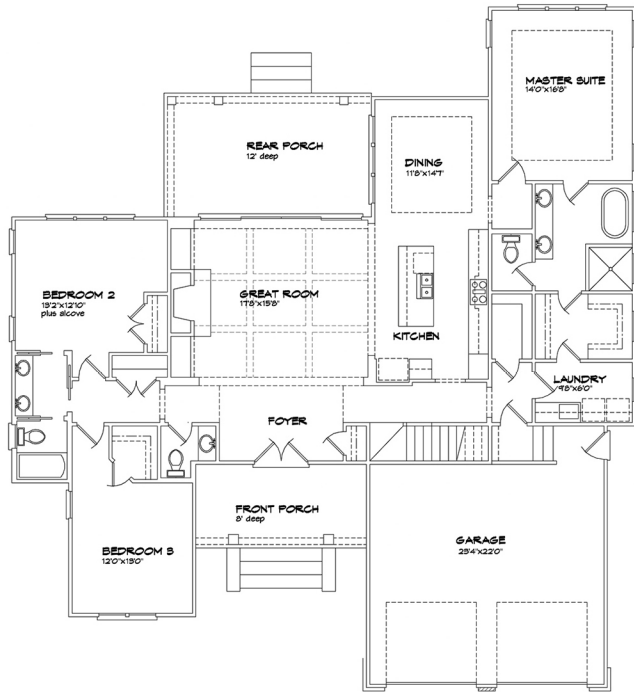 MASTER SUITE
14'0"x16'8"
REAR PORCH
12' deep
DINING
11'8"x14'7"
BEDROOM 2
13'2"x12'10"
plus alcove
GREAT ROOM
17'8"x15'8"
KITCHEN
LAUNDRY
9'8"x6'0"
FOYER
FRONT PORCH
8' deep
GARAGE
23'4"x22'0"
BEDROOM 3
12'0"x13'0"